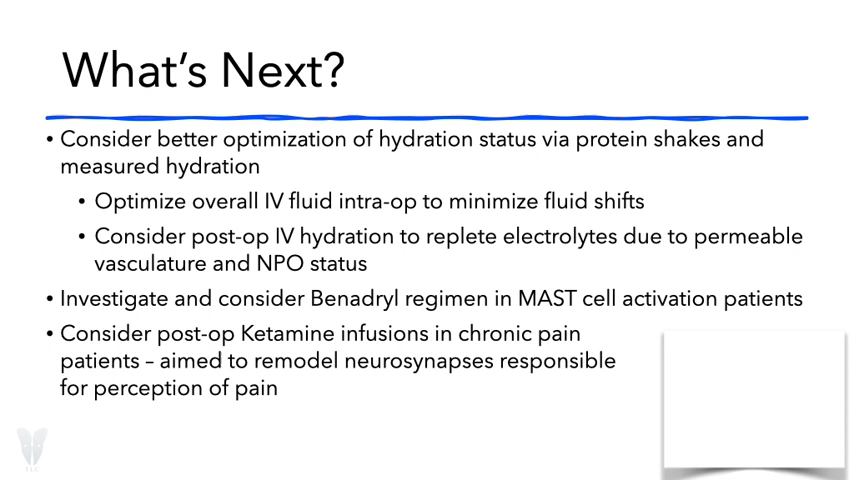 What's Next?
• Consider better optimization of hydration status via protein shakes and
measured hydration
• Optimize overall IV fluid intra-op to minimize fluid shifts
• Consider post-op IV hydration to replete electrolytes due to permeable
vasculature and NPO status
• Investigate and consider Benadryl regimen in MAST cell activation patients
• Consider post-op Ketamine infusions in chronic pain
patients – aimed to remodel neurosynapses responsible
for perception of pain
TLC